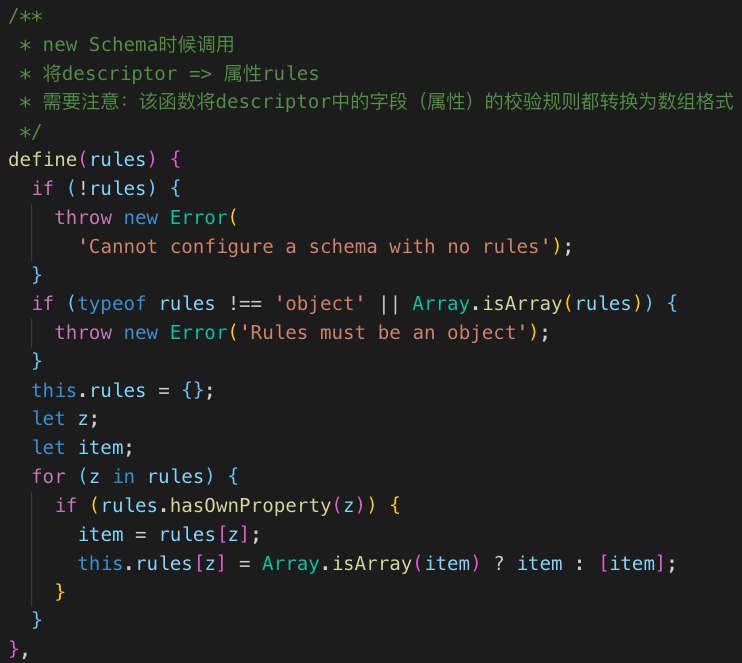 /**
 * new Schema时候调用
 * 将descriptor => 属性rules
 * 需要注意：该函数将descriptor中的字段（属性）的校验规则都转换为数组格式
 */
define(rules) {
  if (!rules) {
    throw new Error(
      'Cannot configure a schema with no rules');
  }
  if (typeof rules !== 'object' || Array.isArray(rules)) {
    throw new Error('Rules must be an object');
  }
  this.rules = {};
  let z;
  let item;
  for (z in rules) {
    if (rules.hasOwnProperty(z)) {
      item = rules[z];
      this.rules[z] = Array.isArray(item) ? item : [item];
    }
  }
},